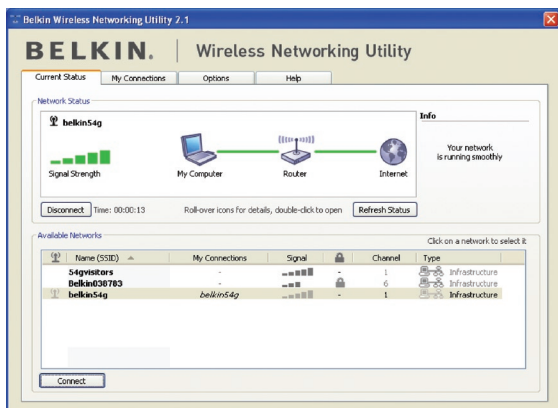 Belkin Wireless Networking Utility 2.1
BELKIN. | Wireless Networking Utility
Current Status My Connections Options Help
Network Status
belkin54g
Signal Strength My Computer Router Internet
Info
Your network
is running smoothly
Disconnect Time: 00:00:13 Roll-over icons for details, double-click to open Refresh Status
Available Networks
Click on a network to select it
Name (SSID) My Connections Signal Channel Type
54gvisitors - - 1 Infrastructure
Belkin038783 - 6 Infrastructure
belkin54g belkin54g - 1 Infrastructure
Connect